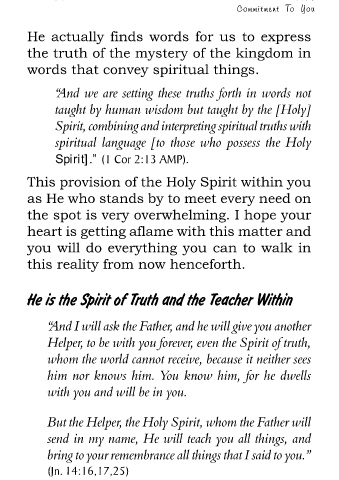 Commitment To You
He actually finds words for us to express
the truth of the mystery of the kingdom in
words that convey spiritual things.
“And we are setting these truths forth in words not
taught by human wisdom but taught by the [Holy]
Spirit, combining and interpreting spiritual truths with
spiritual language [to those who possess the Holy
Spirit].” (1 Cor 2:13 AMP).
This provision of the Holy Spirit within you
as He who stands by to meet every need on
the spot is very overwhelming. I hope your
heart is getting aflame with this matter and
you will do everything you can to walk in
this reality from now henceforth.
He is the Spirit of Truth and the Teacher Within
“And I will ask the Father, and he will give you another
Helper, to be with you forever, even the Spirit of truth,
whom the world cannot receive, because it neither sees
him nor knows him. You know him, for he dwells
with you and will be in you.
But the Helper, the Holy Spirit, whom the Father will
send in my name, He will teach you all things, and
bring to your remembrance all things that I said to you.”
(Jn. 14:16,17,25)